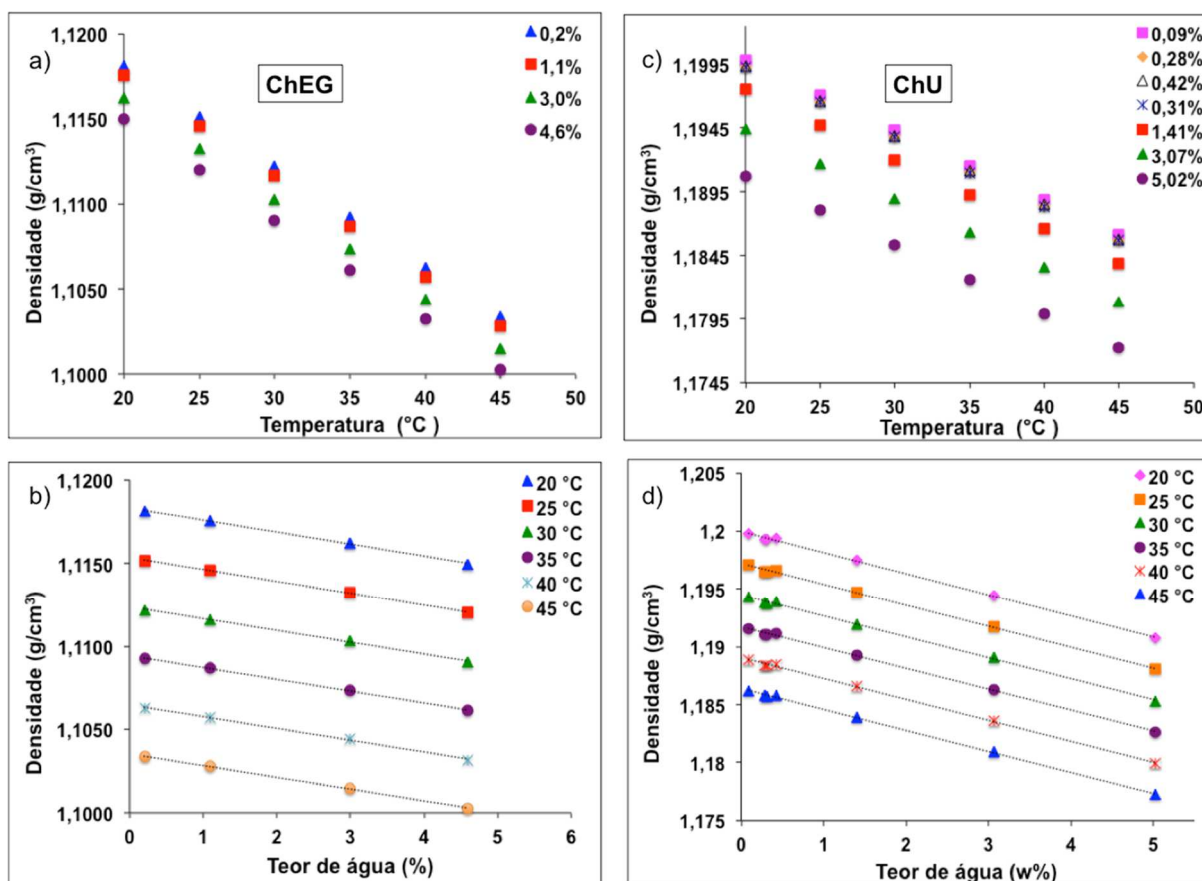 a)
ChEG
Densidade (g/cm³)
1,1200
1,1150
1,1100
1,1050
1,1000
20 25 30 35 40 45 50
Temperatura (°C )
0,2%
1,1%
3,0%
4,6%
c)
ChU
Densidade (g/cm³)
1,1995
1,1945
1,1895
1,1845
1,1795
1,1745
20 25 30 35 40 45 50
Temperatura (°C )
0,09%
0,28%
0,42%
0,31%
1,41%
3,07%
5,02%
b)
Densidade (g/cm³)
1,1200
1,1150
1,1100
1,1050
1,1000
0 1 2 3 4 5 6
Teor de água (%)
20 °C
25 °C
30 °C
35 °C
40 °C
45 °C
d)
Densidade (g/cm³)
1,205
1,2
1,195
1,19
1,185
1,18
1,175
0 1 2 3 4 5
Teor de água (w%)
20 °C
25 °C
30 °C
35 °C
40 °C
45 °C